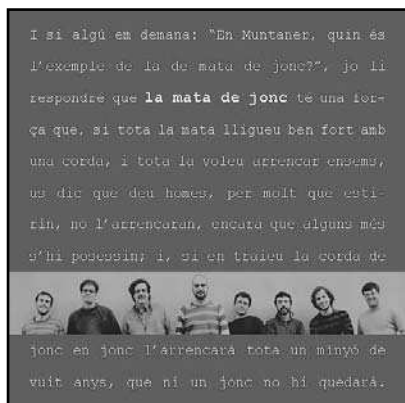 I si algú em demana: "En Muntaner, quin és
l'exemple de la de mata de jonc?", jo li
respondré que la mata de jonc té una for-
ça que, si tota la mata lligueu ben fort amb
una corda, i tota la voleu arrencar ensems,
us dic que deu homes, per molt que esti-
rin, no l'arrencaran, encara que alguns més
s'hi posessin; i, si en traieu la corda de
jonc en jonc l'arrencarà tota un minyó de
vuit anys, que ni un jonc no hi quedarà.